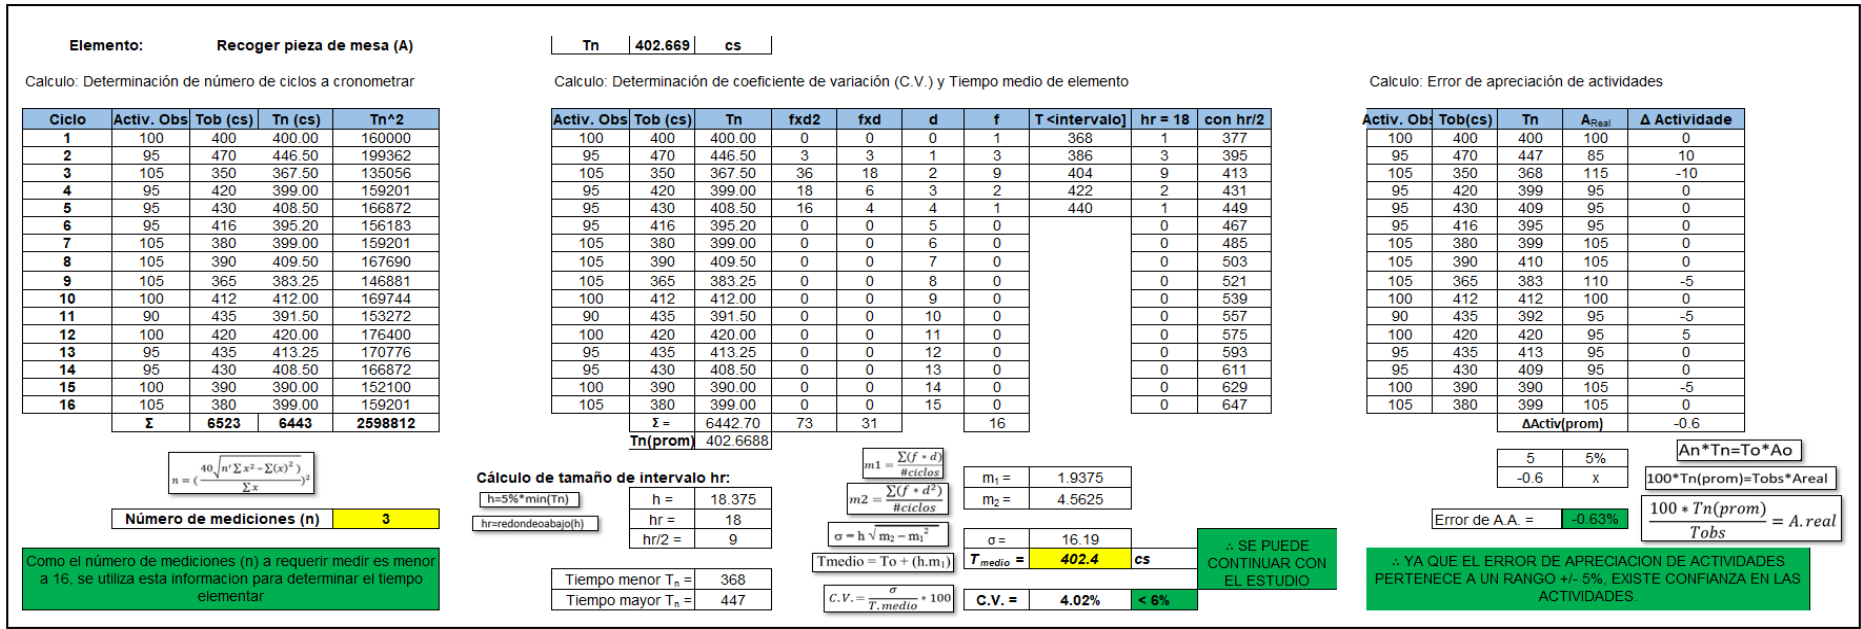 Elemento: Recoger pieza de mesa (A)
Tn 402.669 cs
Calculo: Determinación de número de ciclos a cronometrar
Ciclo Activ. Obs Tob (cs) Tn (cs) Tn^2
1 100 400 400.00 160000
2 95 470 446.50 199362
3 105 350 367.50 135056
4 95 420 399.00 159201
5 95 430 408.50 166872
6 95 416 395.20 156183
7 105 380 399.00 159201
8 105 390 409.50 167690
9 105 365 383.25 146881
10 100 412 412.00 169744
11 90 435 391.50 153272
12 100 420 420.00 176400
13 95 435 413.25 170776
14 95 430 408.50 166872
15 100 390 390.00 152100
16 105 380 399.00 159201
Σ 6523 6443 2598812
n = (40√(n'∑x² − ∑(x)²) / ∑x)²
Número de mediciones (n) 3
Como el número de mediciones (n) a requerir medir es menor
a 16, se utiliza esta informacion para determinar el tiempo
elementar
Calculo: Determinación de coeficiente de variación (C.V.) y Tiempo medio de elemento
Activ. Obs Tob (cs) Tn fxd2 fxd d f T <intervalo] hr = 18 con hr/2
100 400 400.00 0 0 0 1 368 1 377
95 470 446.50 3 3 1 3 386 3 395
105 350 367.50 36 18 2 9 404 9 413
95 420 399.00 18 6 3 2 422 2 431
95 430 408.50 16 4 4 1 440 1 449
95 416 395.20 0 0 5 0 0 467
105 380 399.00 0 0 6 0 0 485
105 390 409.50 0 0 7 0 0 503
105 365 383.25 0 0 8 0 0 521
100 412 412.00 0 0 9 0 0 539
90 435 391.50 0 0 10 0 0 557
100 420 420.00 0 0 11 0 0 575
95 435 413.25 0 0 12 0 0 593
95 430 408.50 0 0 13 0 0 611
100 390 390.00 0 0 14 0 0 629
105 380 399.00 0 0 15 0 0 647
Σ = 6442.70 73 31 16
Tn(prom) 402.6688
Cálculo de tamaño de intervalo hr:
h=5%*min(Tn)
hr=redondeoabajo(h)
h = 18.375
hr = 18
hr/2 = 9
Tiempo menor Tn = 368
Tiempo mayor Tn = 447
m1 = ∑(f * d) / #ciclos
m2 = ∑(f * d²) / #ciclos
σ = h √(m₂ − m₁²)
Tmedio = To + (h.m₁)
C.V. = σ / T.medio * 100
m₁ = 1.9375
m₂ = 4.5625
σ = 16.19
Tmedio = 402.4 cs
C.V. = 4.02% < 6%
∴ SE PUEDE
CONTINUAR CON
EL ESTUDIO
Calculo: Error de apreciación de actividades
Activ. Obs Tob(cs) Tn AReal Δ Actividade
100 400 400 100 0
95 470 447 85 10
105 350 368 115 -10
95 420 399 95 0
95 430 409 95 0
95 416 395 95 0
105 380 399 105 0
105 390 410 105 0
105 365 383 110 -5
100 412 412 100 0
90 435 392 95 -5
100 420 420 95 5
95 435 413 95 0
95 430 409 95 0
100 390 390 105 -5
105 380 399 105 0
ΔActiv(prom) -0.6
5 5%
-0.6 x
Error de A.A. = -0.63%
An*Tn=To*Ao
100*Tn(prom)=Tobs*Areal
100 * Tn(prom) / Tobs = A.real
∴ YA QUE EL ERROR DE APRECIACION DE ACTIVIDADES
PERTENECE A UN RANGO +/- 5%, EXISTE CONFIANZA EN LAS
ACTIVIDADES.